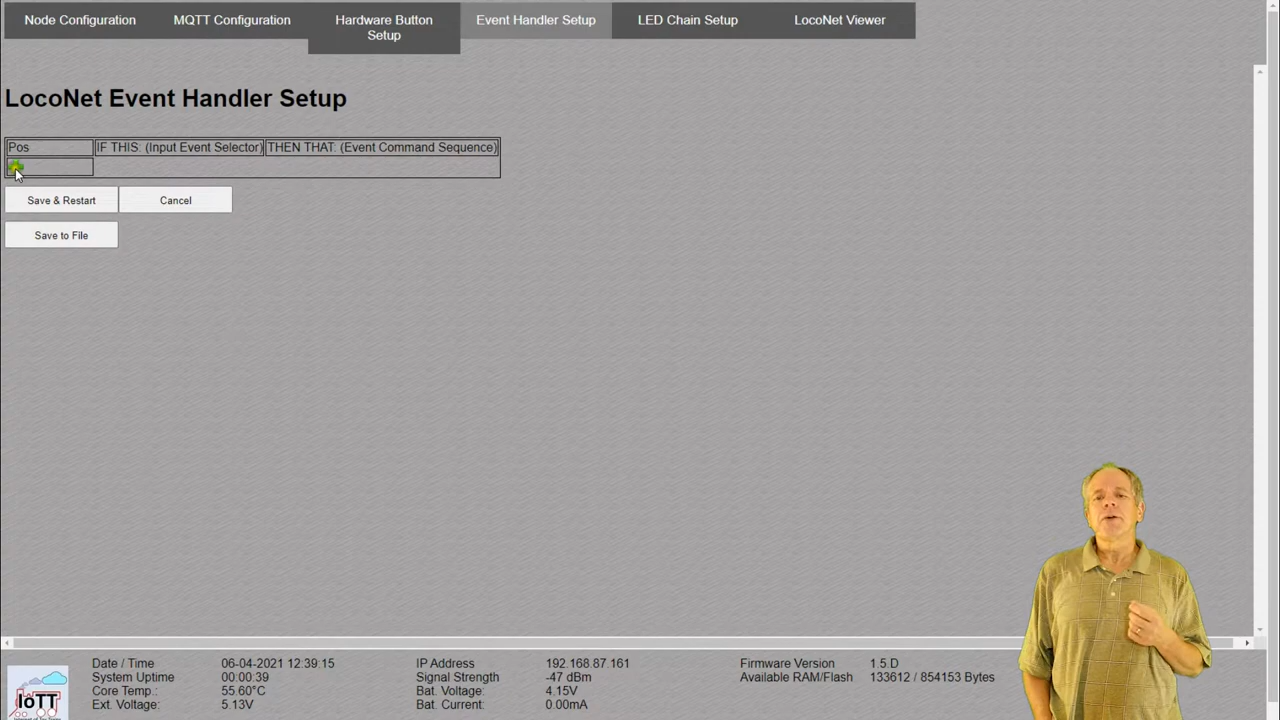 Node Configuration MQTT Configuration Hardware Button Setup Event Handler Setup LED Chain Setup LocoNet Viewer
LocoNet Event Handler Setup
Pos IF THIS: (Input Event Selector) THEN THAT: (Event Command Sequence)
Save & Restart Cancel
Save to File
Date / Time 06-04-2021 12:39:15 IP Address 192.168.87.161 Firmware Version 1.5.D
System Uptime 00:00:39 Signal Strength -47 dBm Available RAM/Flash 133612 / 854153 Bytes
Core Temp.: 55.60°C Bat. Voltage: 4.15V
Ext. Voltage: 5.13V Bat. Current: 0.00mA
IoTT